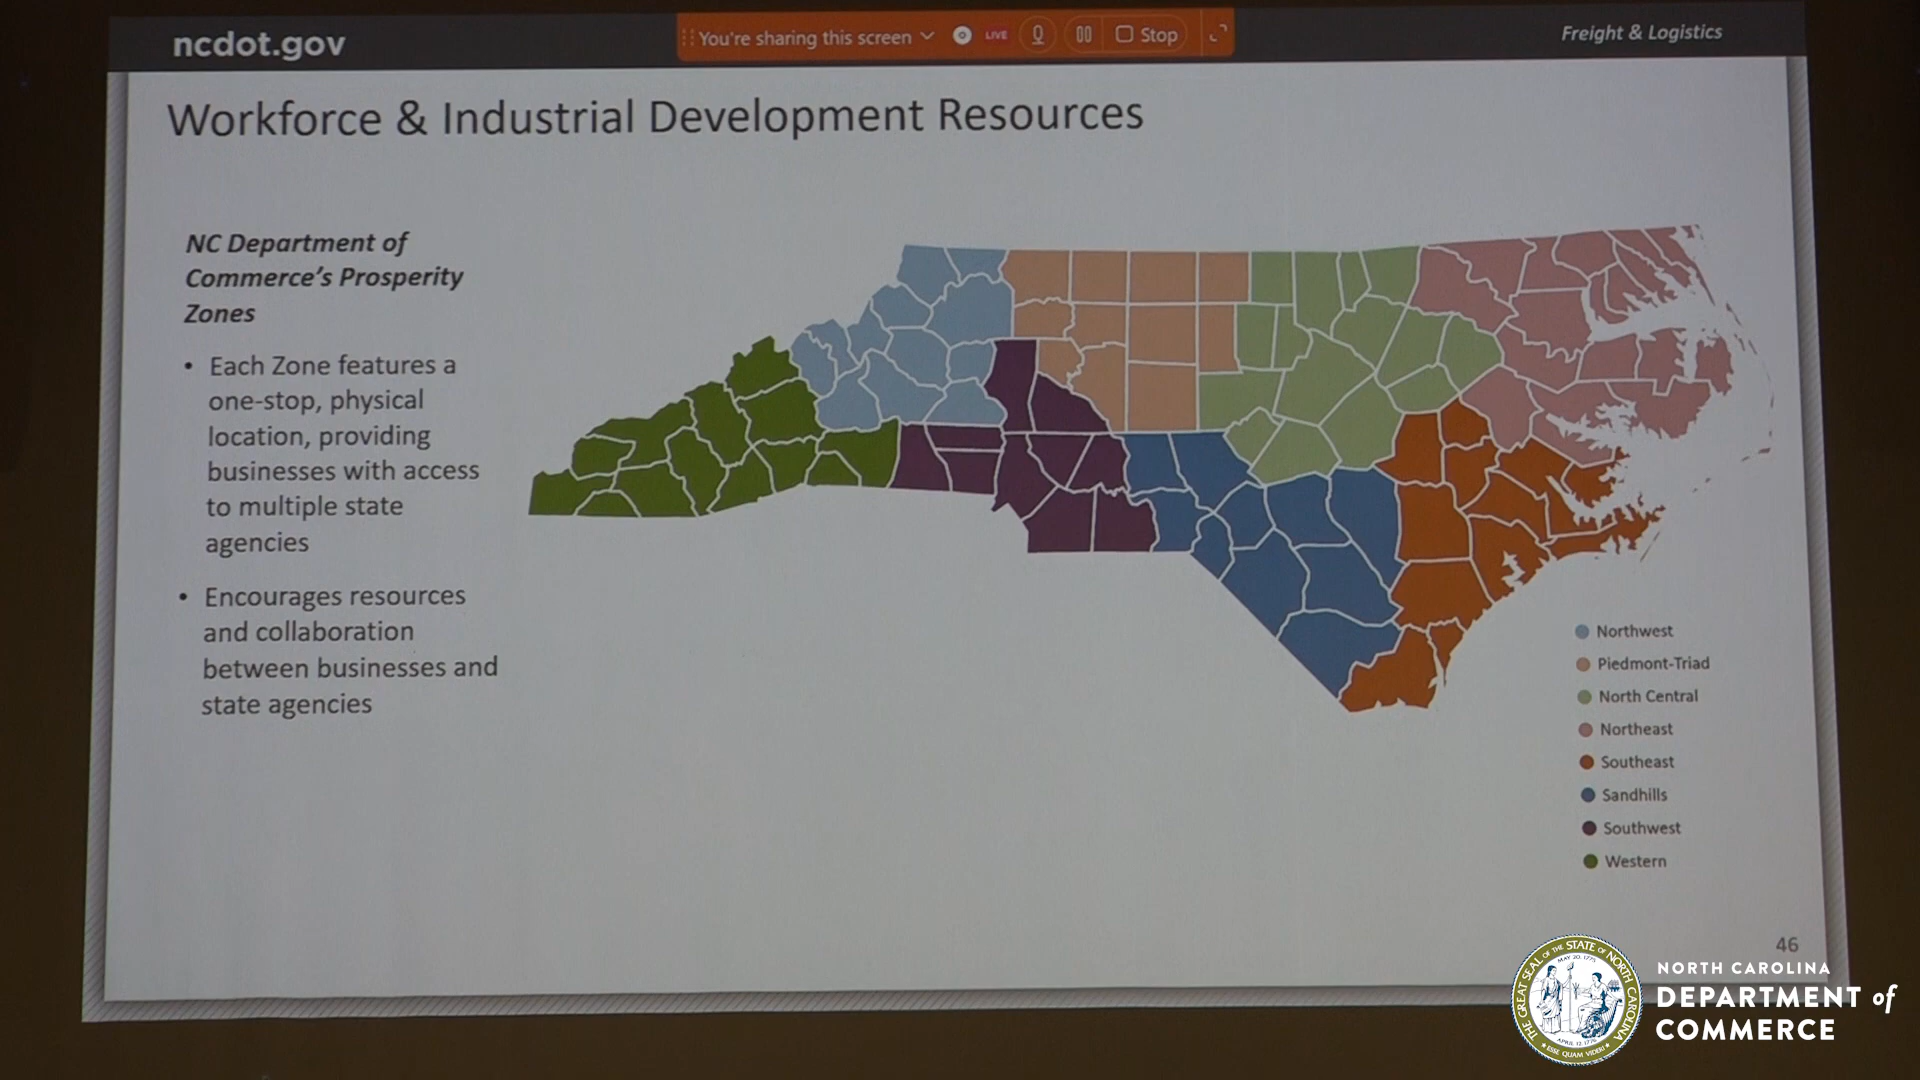 ncdot.gov
You're sharing this screen
LIVE
Stop
Freight & Logistics
Workforce & Industrial Development Resources
NC Department of
Commerce's Prosperity
Zones
• Each Zone features a
one-stop, physical
location, providing
businesses with access
to multiple state
agencies
• Encourages resources
and collaboration
between businesses and
state agencies
Northwest
Piedmont-Triad
North Central
Northeast
Southeast
Sandhills
Southwest
Western
46
THE GREAT SEAL OF THE STATE OF NORTH CAROLINA
MAY 20, 1775
APRIL 12, 1776
ESSE QUAM VIDERI
NORTH CAROLINA
DEPARTMENT of
COMMERCE